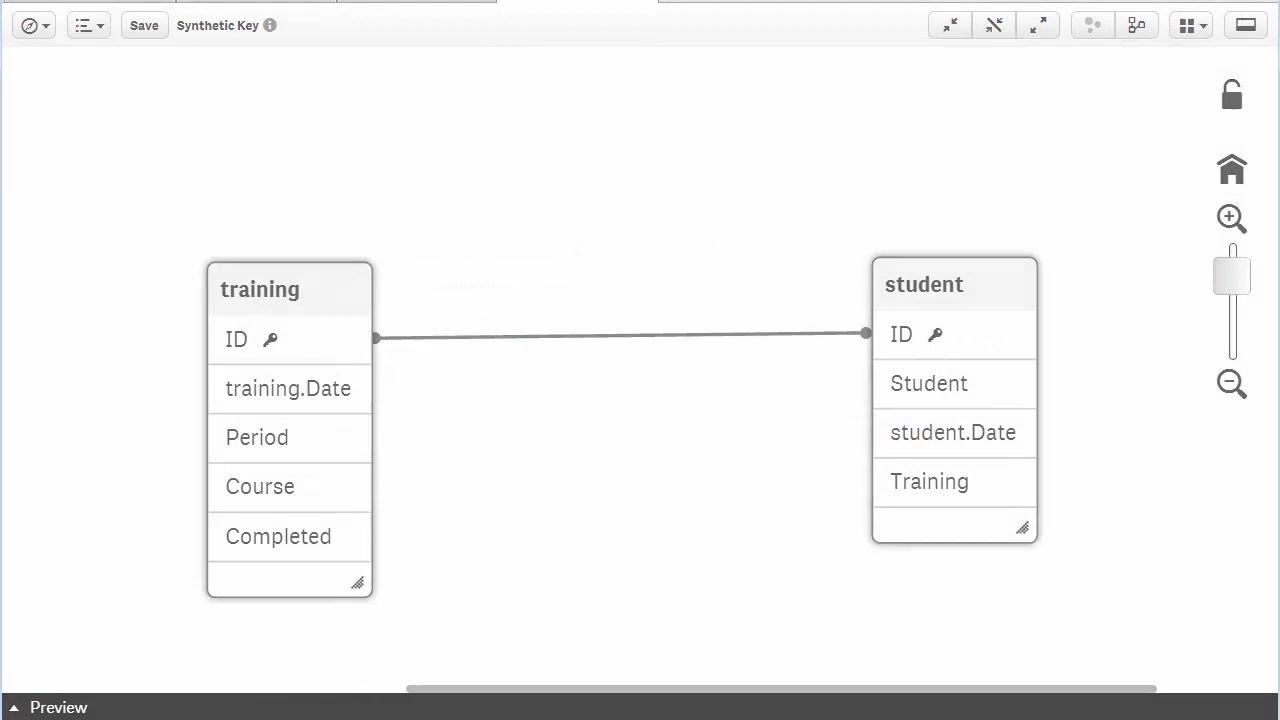 Save
Synthetic Key
training
ID
training.Date
Period
Course
Completed
student
ID
Student
student.Date
Training
Preview